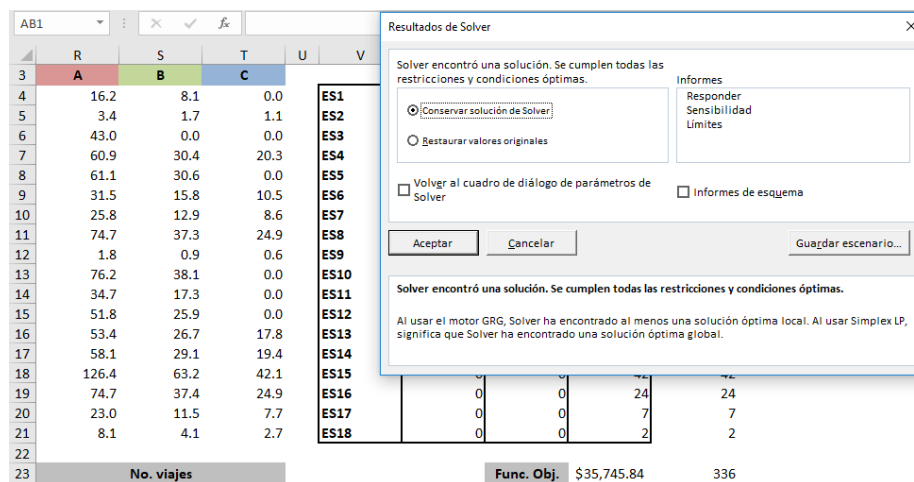 AB1 fx
R S T U V
3 A B C
4 16.2 8.1 0.0 ES1
5 3.4 1.7 1.1 ES2
6 43.0 0.0 0.0 ES3
7 60.9 30.4 20.3 ES4
8 61.1 30.6 0.0 ES5
9 31.5 15.8 10.5 ES6
10 25.8 12.9 8.6 ES7
11 74.7 37.3 24.9 ES8
12 1.8 0.9 0.6 ES9
13 76.2 38.1 0.0 ES10
14 34.7 17.3 0.0 ES11
15 51.8 25.9 0.0 ES12
16 53.4 26.7 17.8 ES13
17 58.1 29.1 19.4 ES14
18 126.4 63.2 42.1 ES15
19 74.7 37.4 24.9 ES16 0 0 24 24
20 23.0 11.5 7.7 ES17 0 0 7 7
21 8.1 4.1 2.7 ES18 0 0 2 2
22
23 No. viajes Func. Obj. $35,745.84 336
Resultados de Solver
Solver encontró una solución. Se cumplen todas las
restricciones y condiciones óptimas.
Informes
Conservar solución de Solver
Restaurar valores originales
Responder
Sensibilidad
Límites
Volver al cuadro de diálogo de parámetros de
Solver
Informes de esquema
Aceptar Cancelar Guardar escenario...
Solver encontró una solución. Se cumplen todas las restricciones y condiciones óptimas.
Al usar el motor GRG, Solver ha encontrado al menos una solución óptima local. Al usar Simplex LP,
significa que Solver ha encontrado una solución óptima global.